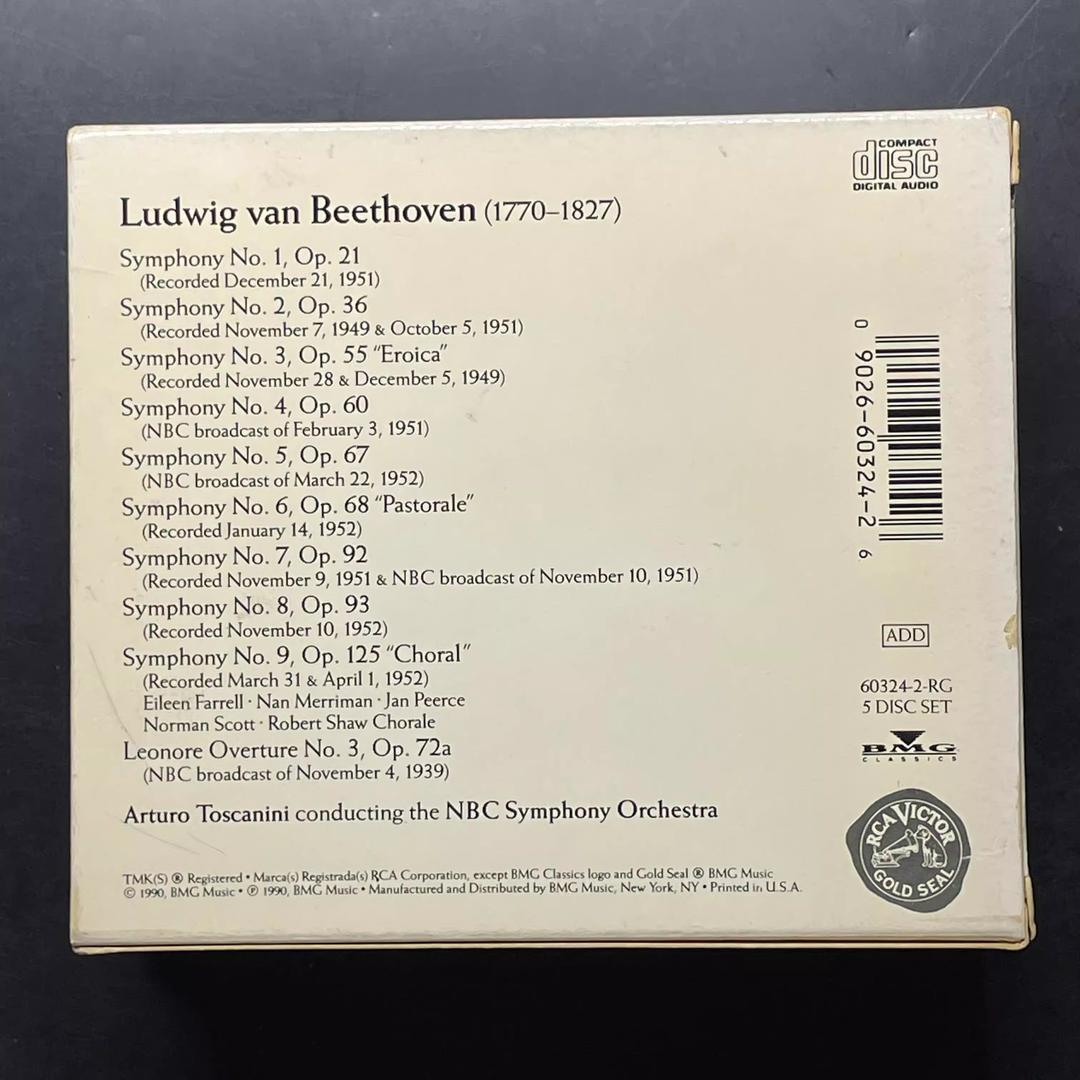 COMPACT
disc
DIGITAL AUDIO
Ludwig van Beethoven (1770–1827)
Symphony No. 1, Op. 21
(Recorded December 21, 1951)
Symphony No. 2, Op. 36
(Recorded November 7, 1949 & October 5, 1951)
Symphony No. 3, Op. 55 “Eroica”
(Recorded November 28 & December 5, 1949)
Symphony No. 4, Op. 60
(NBC broadcast of February 3, 1951)
Symphony No. 5, Op. 67
(NBC broadcast of March 22, 1952)
Symphony No. 6, Op. 68 “Pastorale”
(Recorded January 14, 1952)
Symphony No. 7, Op. 92
(Recorded November 9, 1951 & NBC broadcast of November 10, 1951)
Symphony No. 8, Op. 93
(Recorded November 10, 1952)
Symphony No. 9, Op. 125 “Choral”
(Recorded March 31 & April 1, 1952)
Eileen Farrell · Nan Merriman · Jan Peerce
Norman Scott · Robert Shaw Chorale
Leonore Overture No. 3, Op. 72a
(NBC broadcast of November 4, 1939)
Arturo Toscanini conducting the NBC Symphony Orchestra
TMK(S) ® Registered • Marca(s) Registrada(s) RCA Corporation, except BMG Classics logo and Gold Seal ® BMG Music
© 1990, BMG Music • ℗ 1990, BMG Music • Manufactured and Distributed by BMG Music, New York, NY • Printed in U.S.A.
0 9026-60324-2 6
ADD
60324-2-RG
5 DISC SET
BMG
CLASSICS
RCA VICTOR
GOLD SEAL